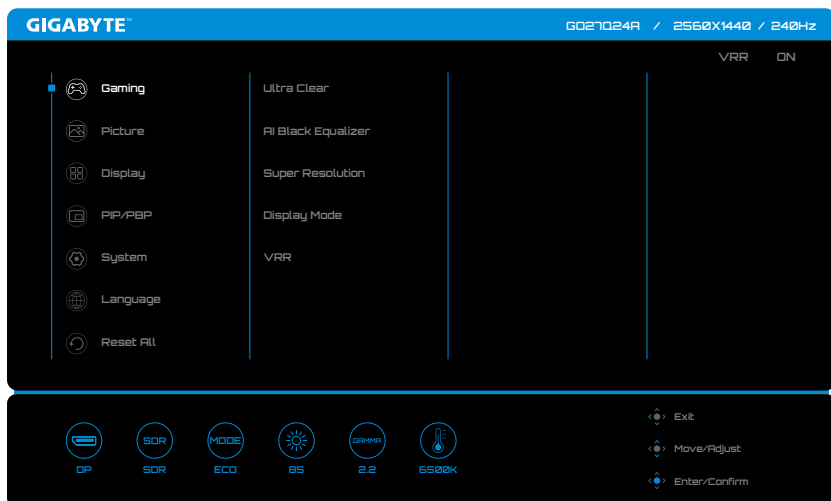 GIGABYTE™
GO27Q24A / 2560X1440 / 240Hz
VRR ON
Gaming
Picture
Display
PIP/PBP
System
Language
Reset All
Ultra Clear
AI Black Equalizer
Super Resolution
Display Mode
VRR
SDR
MODE
GAMMA
DP
SDR
ECO
85
2.2
6500K
Exit
Move/Adjust
Enter/Confirm